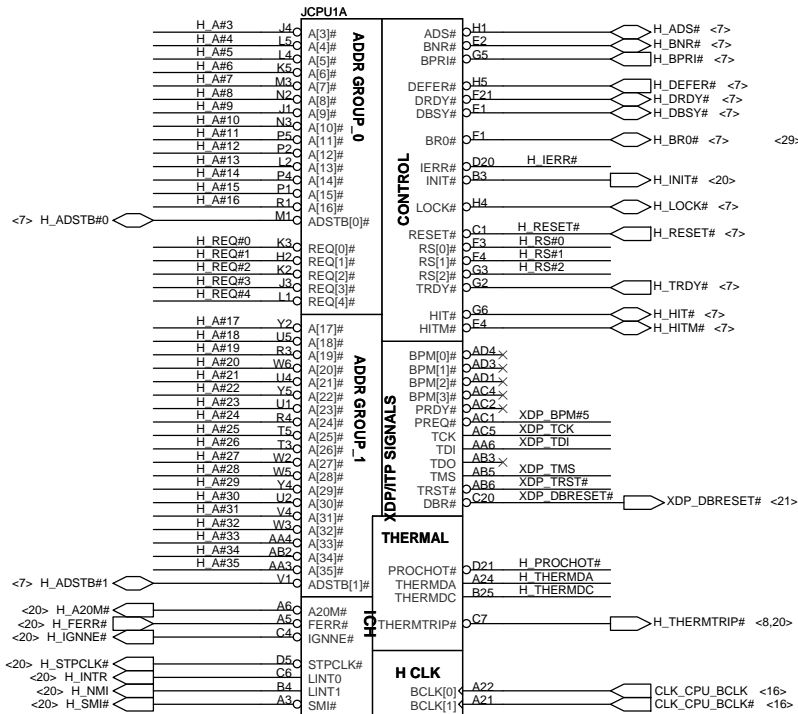 JCPU1A
H_A#3 J4 A[3]# ADS# H1 H_ADS# <7>
H_A#4 L5 A[4]# BNR# E2 H_BNR# <7>
H_A#5 L4 A[5]# BPRI# G5 H_BPRI# <7>
H_A#6 K5 A[6]#
H_A#7 M3 A[7]# DEFER# H5 H_DEFER# <7>
H_A#8 N2 A[8]# DRDY# F21 H_DRDY# <7>
H_A#9 J1 A[9]# DBSY# E1 H_DBSY# <7>
H_A#10 N3 A[10]#
H_A#11 P5 A[11]# BR0# F1 H_BR0# <7> <29>
H_A#12 P2 A[12]#
H_A#13 L2 A[13]# IERR# D20 H_IERR#
H_A#14 P4 A[14]# INIT# B3 H_INIT# <20>
H_A#15 P1 A[15]#
H_A#16 R1 A[16]# LOCK# H4 H_LOCK# <7>
<7> H_ADSTB#0 M1 ADSTB[0]#
ADDR GROUP_0
CONTROL
RESET# C1 H_RESET# H_RESET# <7>
H_REQ#0 K3 REQ[0]# RS[0]# F3 H_RS#0
H_REQ#1 H2 REQ[1]# RS[1]# F4 H_RS#1
H_REQ#2 K2 REQ[2]# RS[2]# G3 H_RS#2
H_REQ#3 J3 REQ[3]# TRDY# G2 H_TRDY# <7>
H_REQ#4 L1 REQ[4]#
HIT# G6 H_HIT# <7>
H_A#17 Y2 A[17]# HITM# E4 H_HITM# <7>
H_A#18 U5 A[18]#
H_A#19 R3 A[19]# BPM[0]# AD4
H_A#20 W6 A[20]# BPM[1]# AD3
H_A#21 U4 A[21]# BPM[2]# AD1
H_A#22 Y5 A[22]# BPM[3]# AC4
H_A#23 U1 A[23]# PRDY# AC2
H_A#24 R4 A[24]# PREQ# AC1 XDP_BPM#5
H_A#25 T5 A[25]# TCK AC5 XDP_TCK
H_A#26 T3 A[26]# TDI AA6 XDP_TDI
H_A#27 W2 A[27]# TDO AB3
H_A#28 W5 A[28]# TMS AB5 XDP_TMS
H_A#29 Y4 A[29]# TRST# AB6 XDP_TRST#
H_A#30 U2 A[30]# DBR# C20 XDP_DBRESET# XDP_DBRESET# <21>
H_A#31 V4 A[31]#
H_A#32 W3 A[32]#
H_A#33 AA4 A[33]#
H_A#34 AB2 A[34]#
H_A#35 AA3 A[35]#
<7> H_ADSTB#1 V1 ADSTB[1]#
ADDR GROUP_1
XDP/ITP SIGNALS
THERMAL
PROCHOT# D21 H_PROCHOT#
THERMDA A24 H_THERMDA
THERMDC B25 H_THERMDC
<20> H_A20M# A6 A20M#
<20> H_FERR# A5 FERR# THERMTRIP# C7 H_THERMTRIP# <8,20>
<20> H_IGNNE# C4 IGNNE#
ICH
<20> H_STPCLK# D5 STPCLK#
<20> H_INTR C6 LINT0
H CLK
<20> H_NMI B4 LINT1 BCLK[0] A22 CLK_CPU_BCLK <16>
<20> H_SMI# A3 SMI# BCLK[1] A21 CLK_CPU_BCLK# <16>